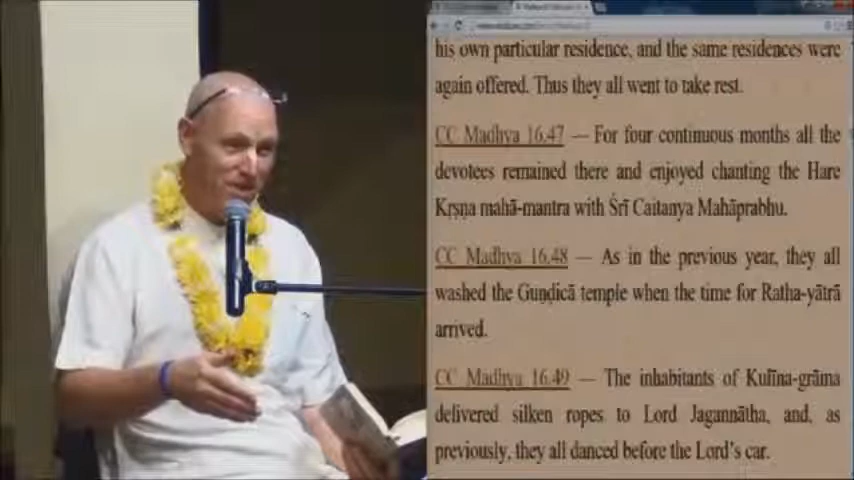 his own particular residence, and the same residences were
again offered. Thus they all went to take rest.
CC Madhya 16.47 — For four continuous months all the
devotees remained there and enjoyed chanting the Hare
Kṛṣṇa mahā-mantra with Śrī Caitanya Mahāprabhu.
CC Madhya 16.48 — As in the previous year, they all
washed the Guṇḍicā temple when the time for Ratha-yātrā
arrived.
CC Madhya 16.49 — The inhabitants of Kulīna-grāma
delivered silken ropes to Lord Jagannātha, and, as
previously, they all danced before the Lord's car.